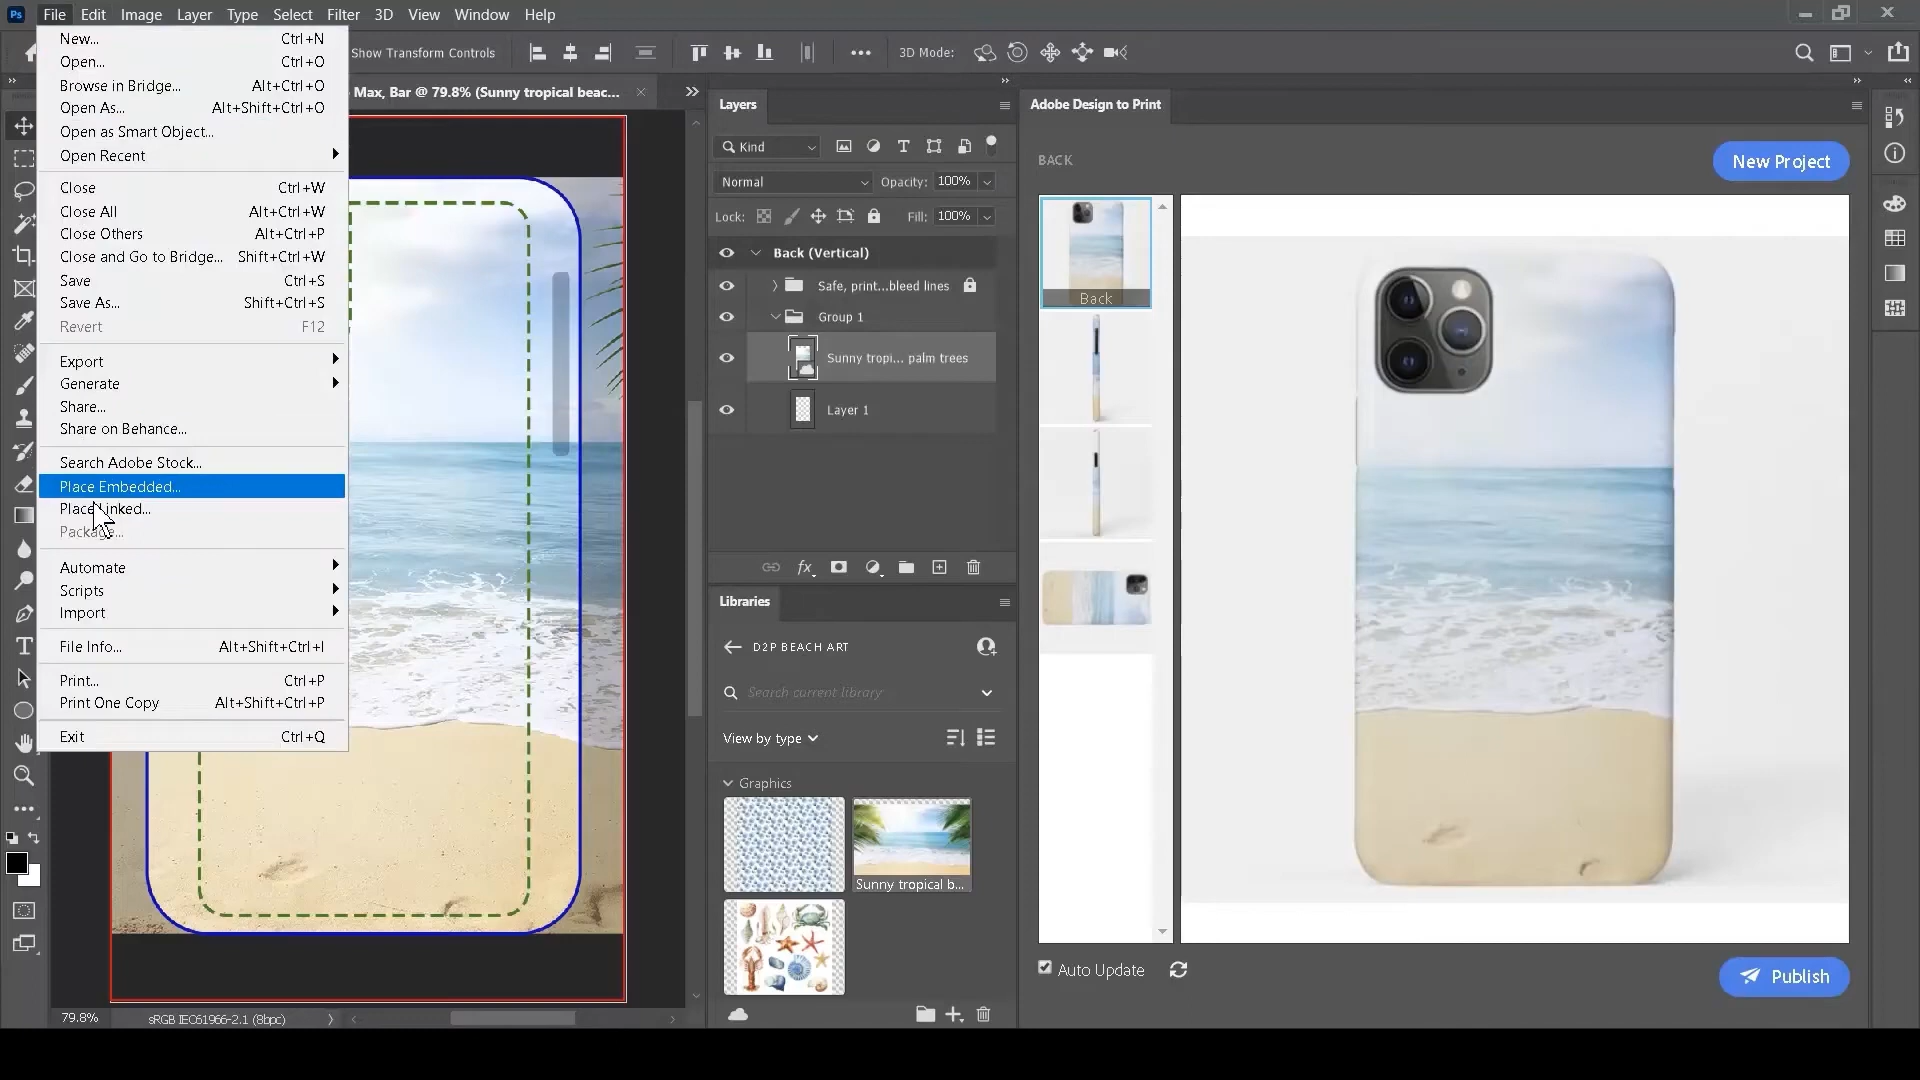 Ps File Edit Image Layer Type Select Filter 3D View Window Help
Show Transform Controls 3D Mode:
New... Ctrl+N
Open... Ctrl+O
Browse in Bridge... Alt+Ctrl+O
Open As... Alt+Shift+Ctrl+O
Open as Smart Object...
Open Recent
Close Ctrl+W
Close All Alt+Ctrl+W
Close Others Alt+Ctrl+P
Close and Go to Bridge... Shift+Ctrl+W
Save Ctrl+S
Save As... Shift+Ctrl+S
Revert F12
Export
Generate
Share...
Share on Behance...
Search Adobe Stock...
Place Embedded...
Place Linked...
Package...
Automate
Scripts
Import
File Info... Alt+Shift+Ctrl+I
Print... Ctrl+P
Print One Copy Alt+Shift+Ctrl+P
Exit Ctrl+Q
Max, Bar @ 79.8% (Sunny tropical beac...
79.8% sRGB IEC61966-2.1 (8bpc)
Layers
Kind
Normal Opacity: 100%
Lock: Fill: 100%
Back (Vertical)
Safe, print...bleed lines
Group 1
Sunny tropi... palm trees
Layer 1
fx
Libraries
D2P BEACH ART
Search current library
View by type
Graphics
Sunny tropical b...
Adobe Design to Print
BACK New Project
Back
Auto Update
Publish